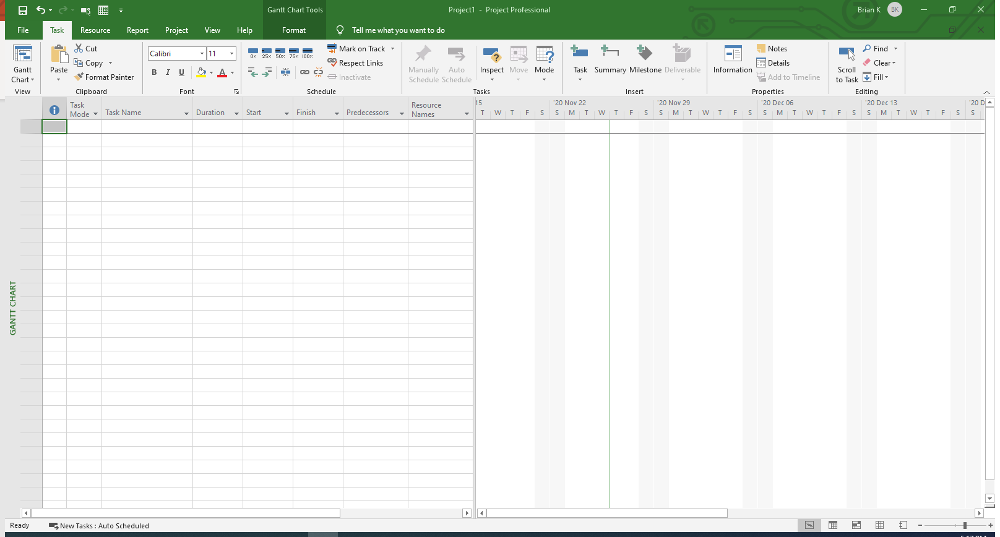 Gantt Chart Tools
Project1 - Project Professional
Brian K
BK
File
Task
Resource
Report
Project
View
Help
Format
Tell me what you want to do
Gantt
Chart
View
Paste
Cut
Copy
Format Painter
Clipboard
Calibri
11
B I U
A
Font
0% 25% 50% 75% 100%
Mark on Track
Respect Links
Inactivate
Schedule
Manually
Schedule
Auto
Schedule
Inspect
Move
Mode
Tasks
Task
Summary
Milestone
Deliverable
Insert
Information
Notes
Details
Add to Timeline
Properties
Scroll
to Task
Find
Clear
Fill
Editing
Task
Mode
Task Name
Duration
Start
Finish
Predecessors
Resource
Names
15
'20 Nov 22
'20 Nov 29
'20 Dec 06
'20 Dec 13
'20 D
T W T F S S M T W T F S S M T W T F S S M T W T F S S M T W T F S S
GANTT CHART
Ready
New Tasks : Auto Scheduled